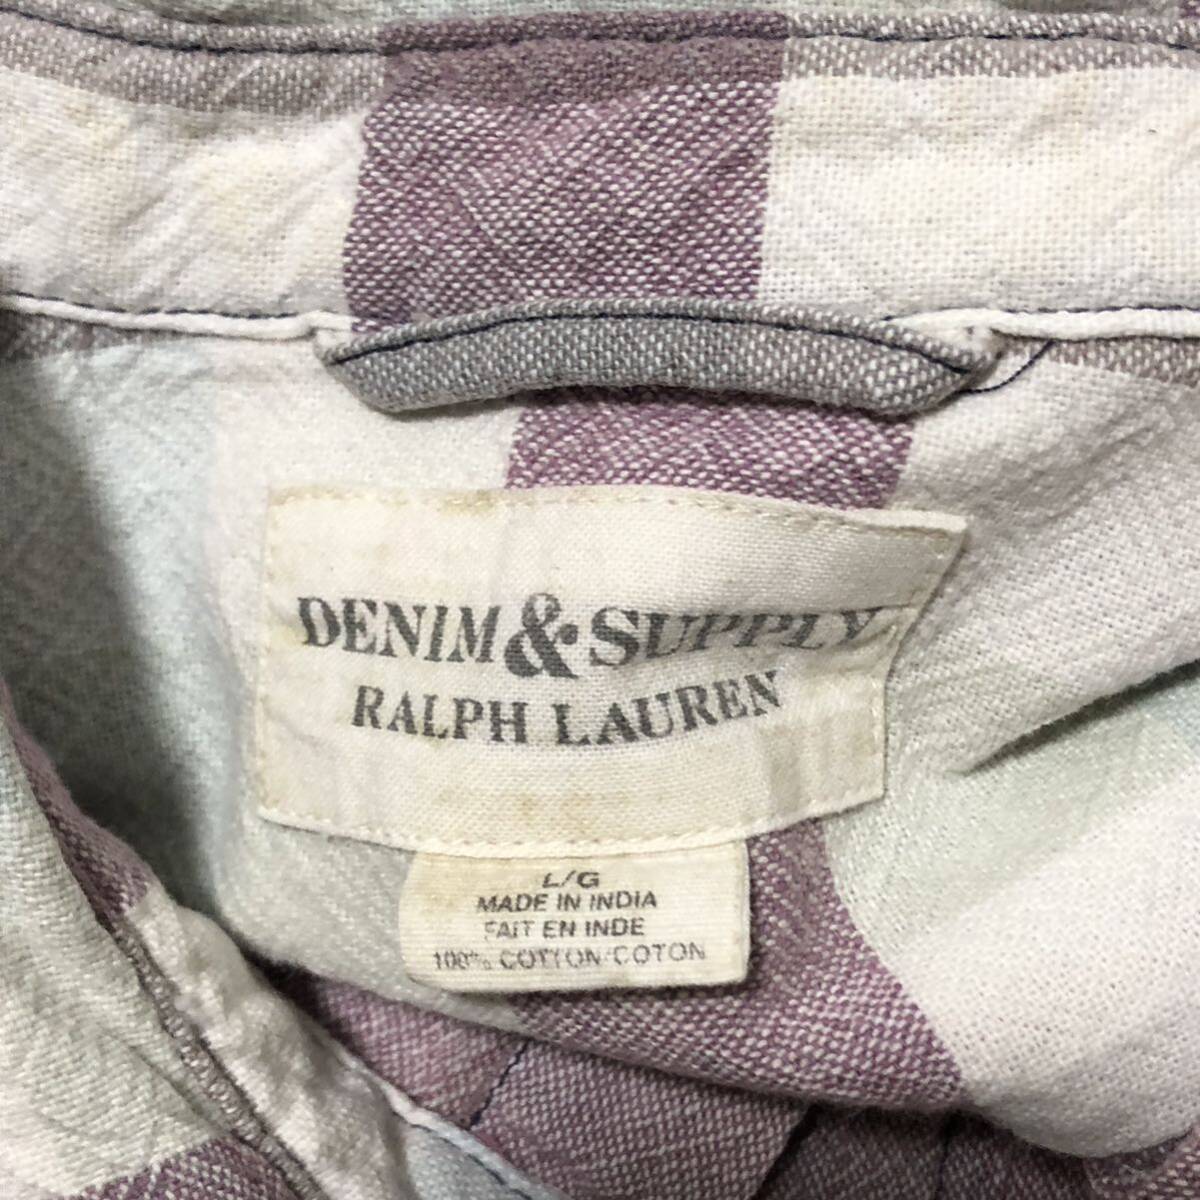 DENIM & SUPPLY
RALPH LAUREN
L/G
MADE IN INDIA
FAIT EN INDE
100% COTTON/COTON